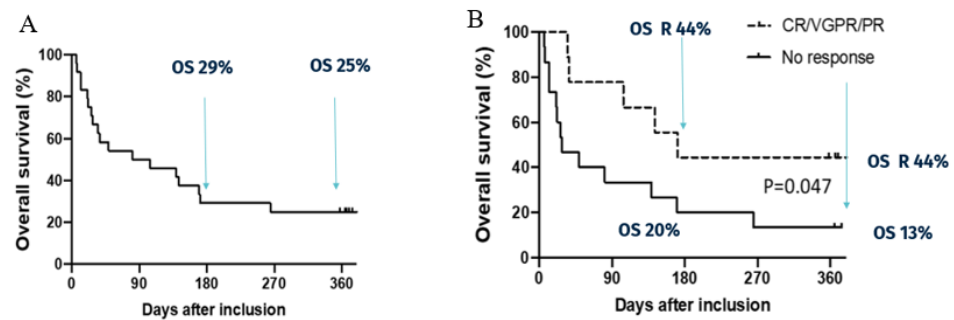 A
Overall survival (%)
100
80
60
40
20
0
OS 29%
OS 25%
0 90 180 270 360
Days after inclusion
B
Overall survival (%)
100
80
60
40
20
0
OS R 44%
CR/VGPR/PR
No response
OS R 44%
P=0.047
OS 20%
OS 13%
0 90 180 270 360
Days after inclusion